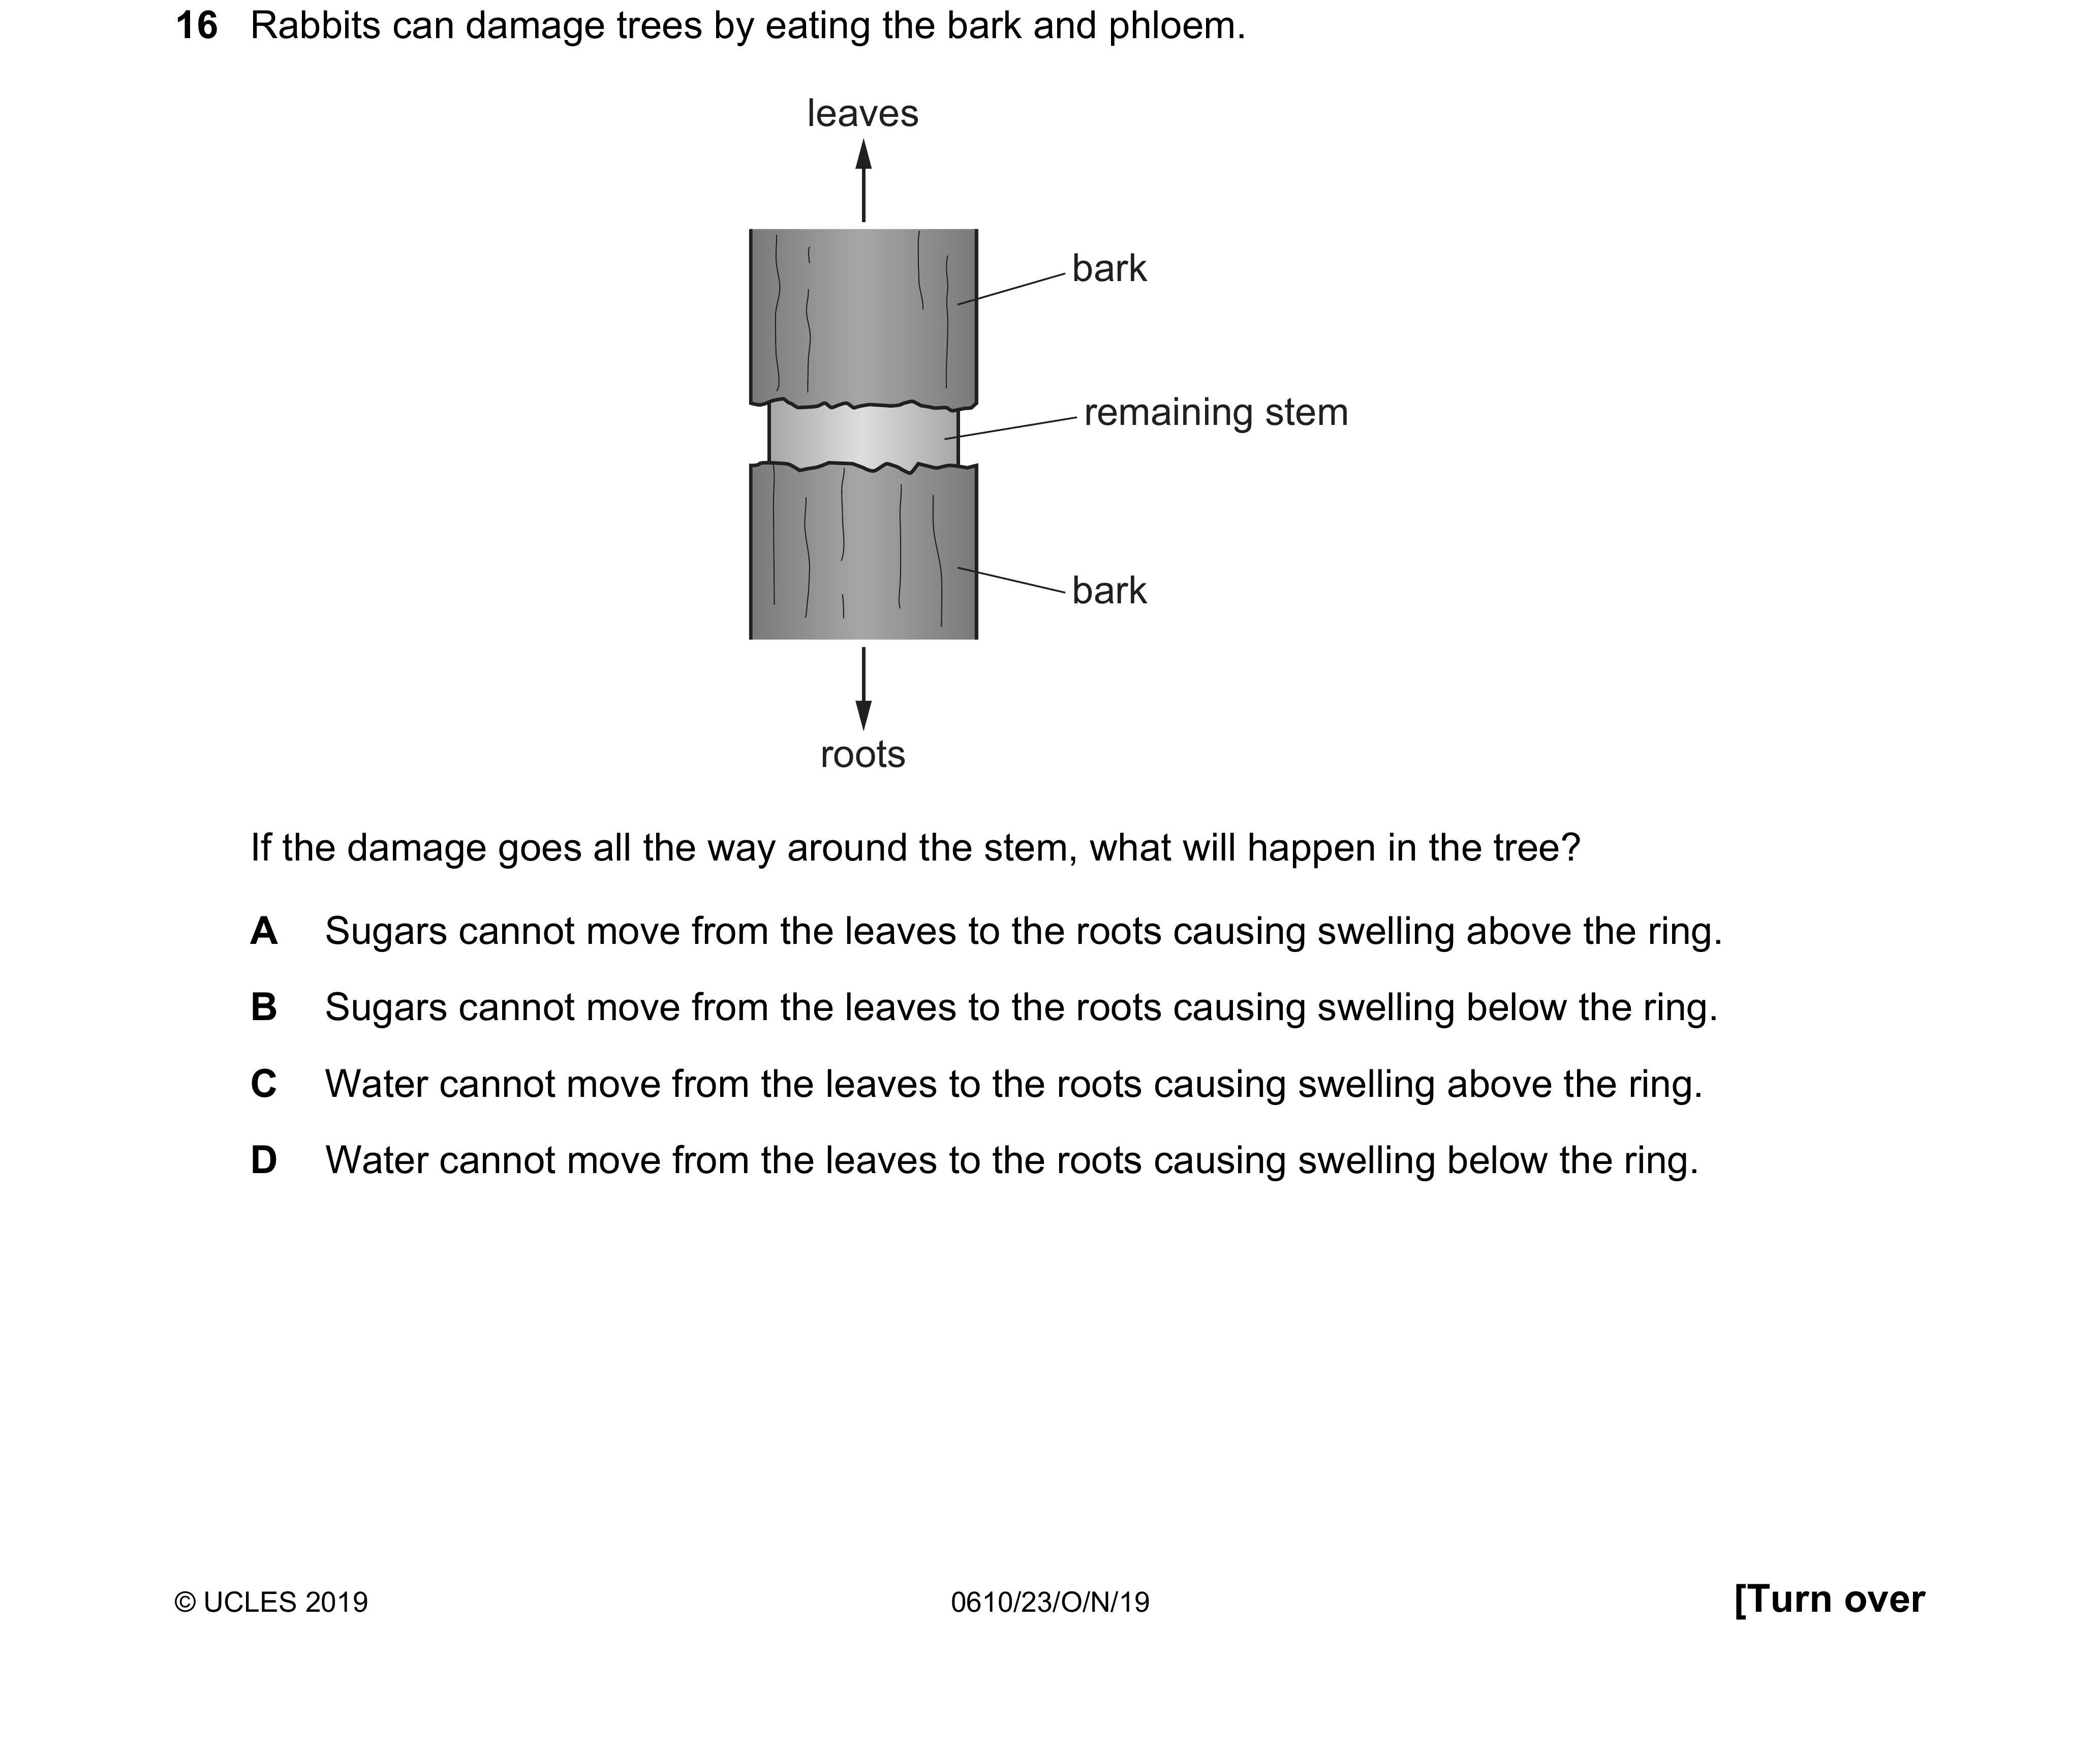 16 Rabbits can damage trees by eating the bark and phloem.
leaves
bark
remaining stem
bark
roots
If the damage goes all the way around the stem, what will happen in the tree?
A Sugars cannot move from the leaves to the roots causing swelling above the ring.
B Sugars cannot move from the leaves to the roots causing swelling below the ring.
C Water cannot move from the leaves to the roots causing swelling above the ring.
D Water cannot move from the leaves to the roots causing swelling below the ring.
© UCLES 2019 0610/23/O/N/19 [Turn over